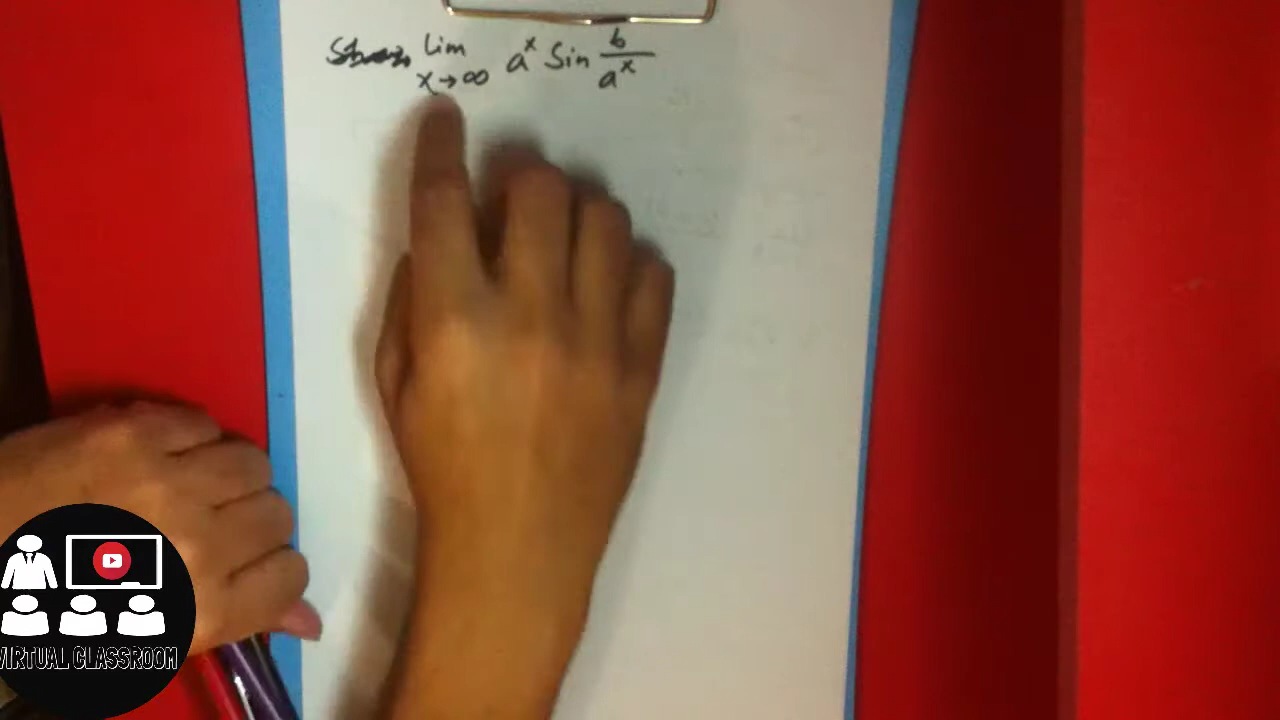 lim a^x Sin b/a^x
x→∞
VIRTUAL CLASSROOM